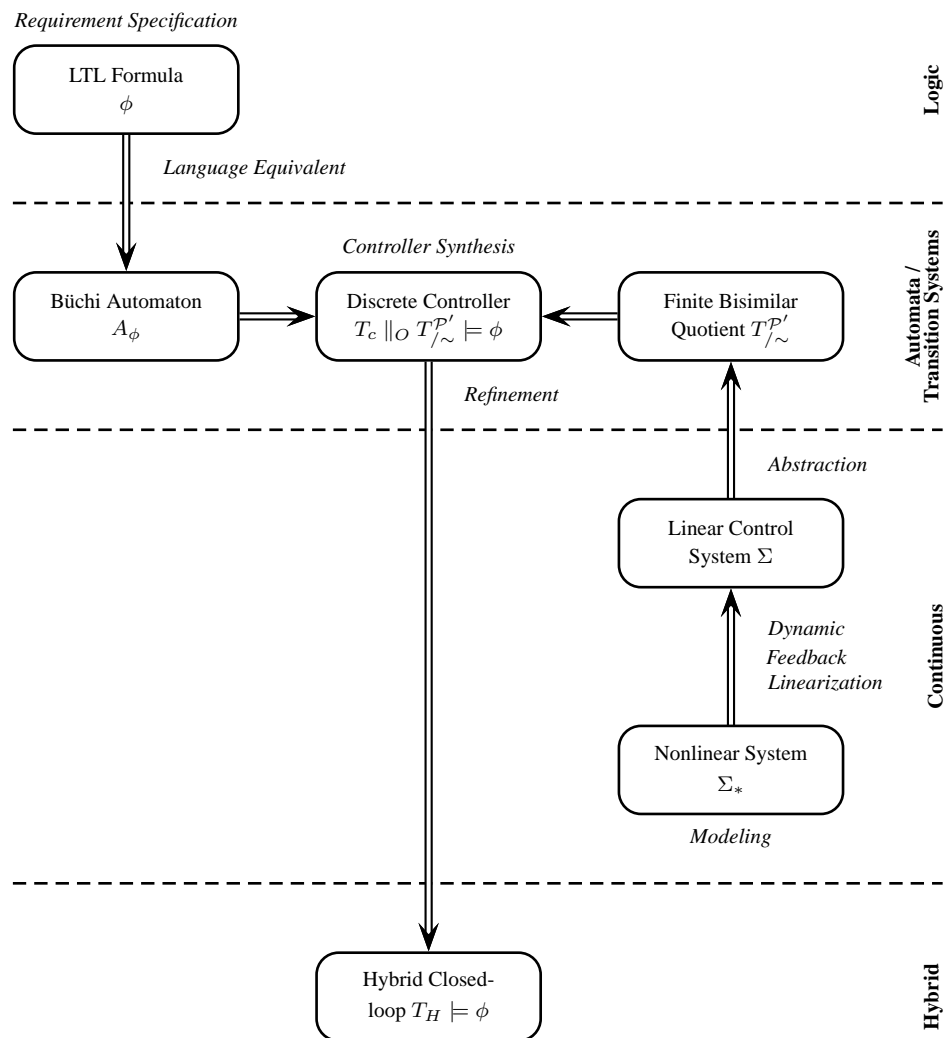 Requirement Specification
LTL Formula
ϕ
Logic
Language Equivalent
Controller Synthesis
Büchi Automaton
A_ϕ
Discrete Controller
T_c ∥_O T_{/∼}^{P'} ⊨ ϕ
Finite Bisimilar
Quotient T_{/∼}^{P'}
Automata /
Transition Systems
Refinement
Abstraction
Linear Control
System Σ
Dynamic
Feedback
Linearization
Continuous
Nonlinear System
Σ_*
Modeling
Hybrid Closed-
loop T_H ⊨ ϕ
Hybrid